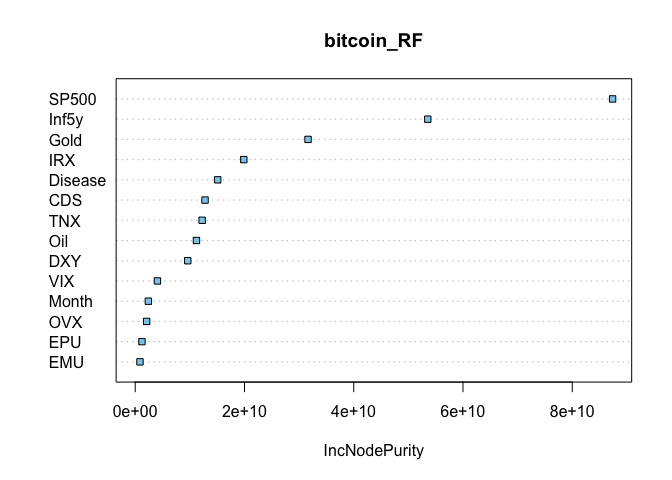 bitcoin_RF
SP500
Inf5y
Gold
IRX
Disease
CDS
TNX
Oil
DXY
VIX
Month
OVX
EPU
EMU
0e+00 2e+10 4e+10 6e+10 8e+10
IncNodePurity